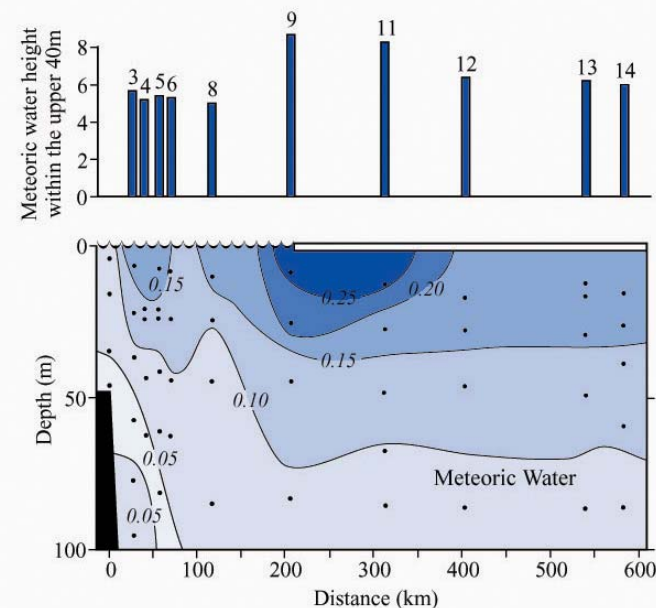 Meteoric water height
within the upper 40m
8
6
4
2
0
3 4 5 6 8 9 11 12 13 14
Depth (m)
0
50
100
0.15
0.25
0.20
0.15
0.10
0.05
0.05
Meteoric Water
0 100 200 300 400 500 600
Distance (km)